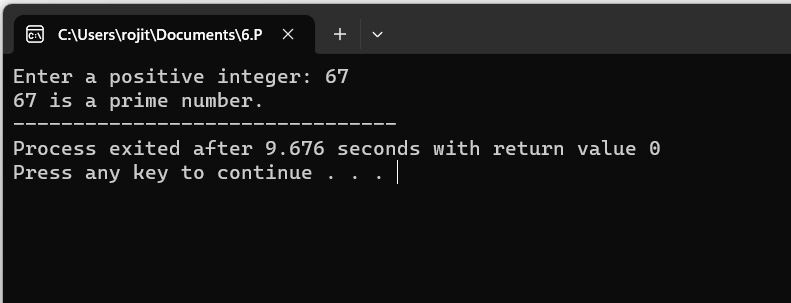 C:\Users\rojit\Documents\6.P
Enter a positive integer: 67
67 is a prime number.
--------------------------------
Process exited after 9.676 seconds with return value 0
Press any key to continue . . .